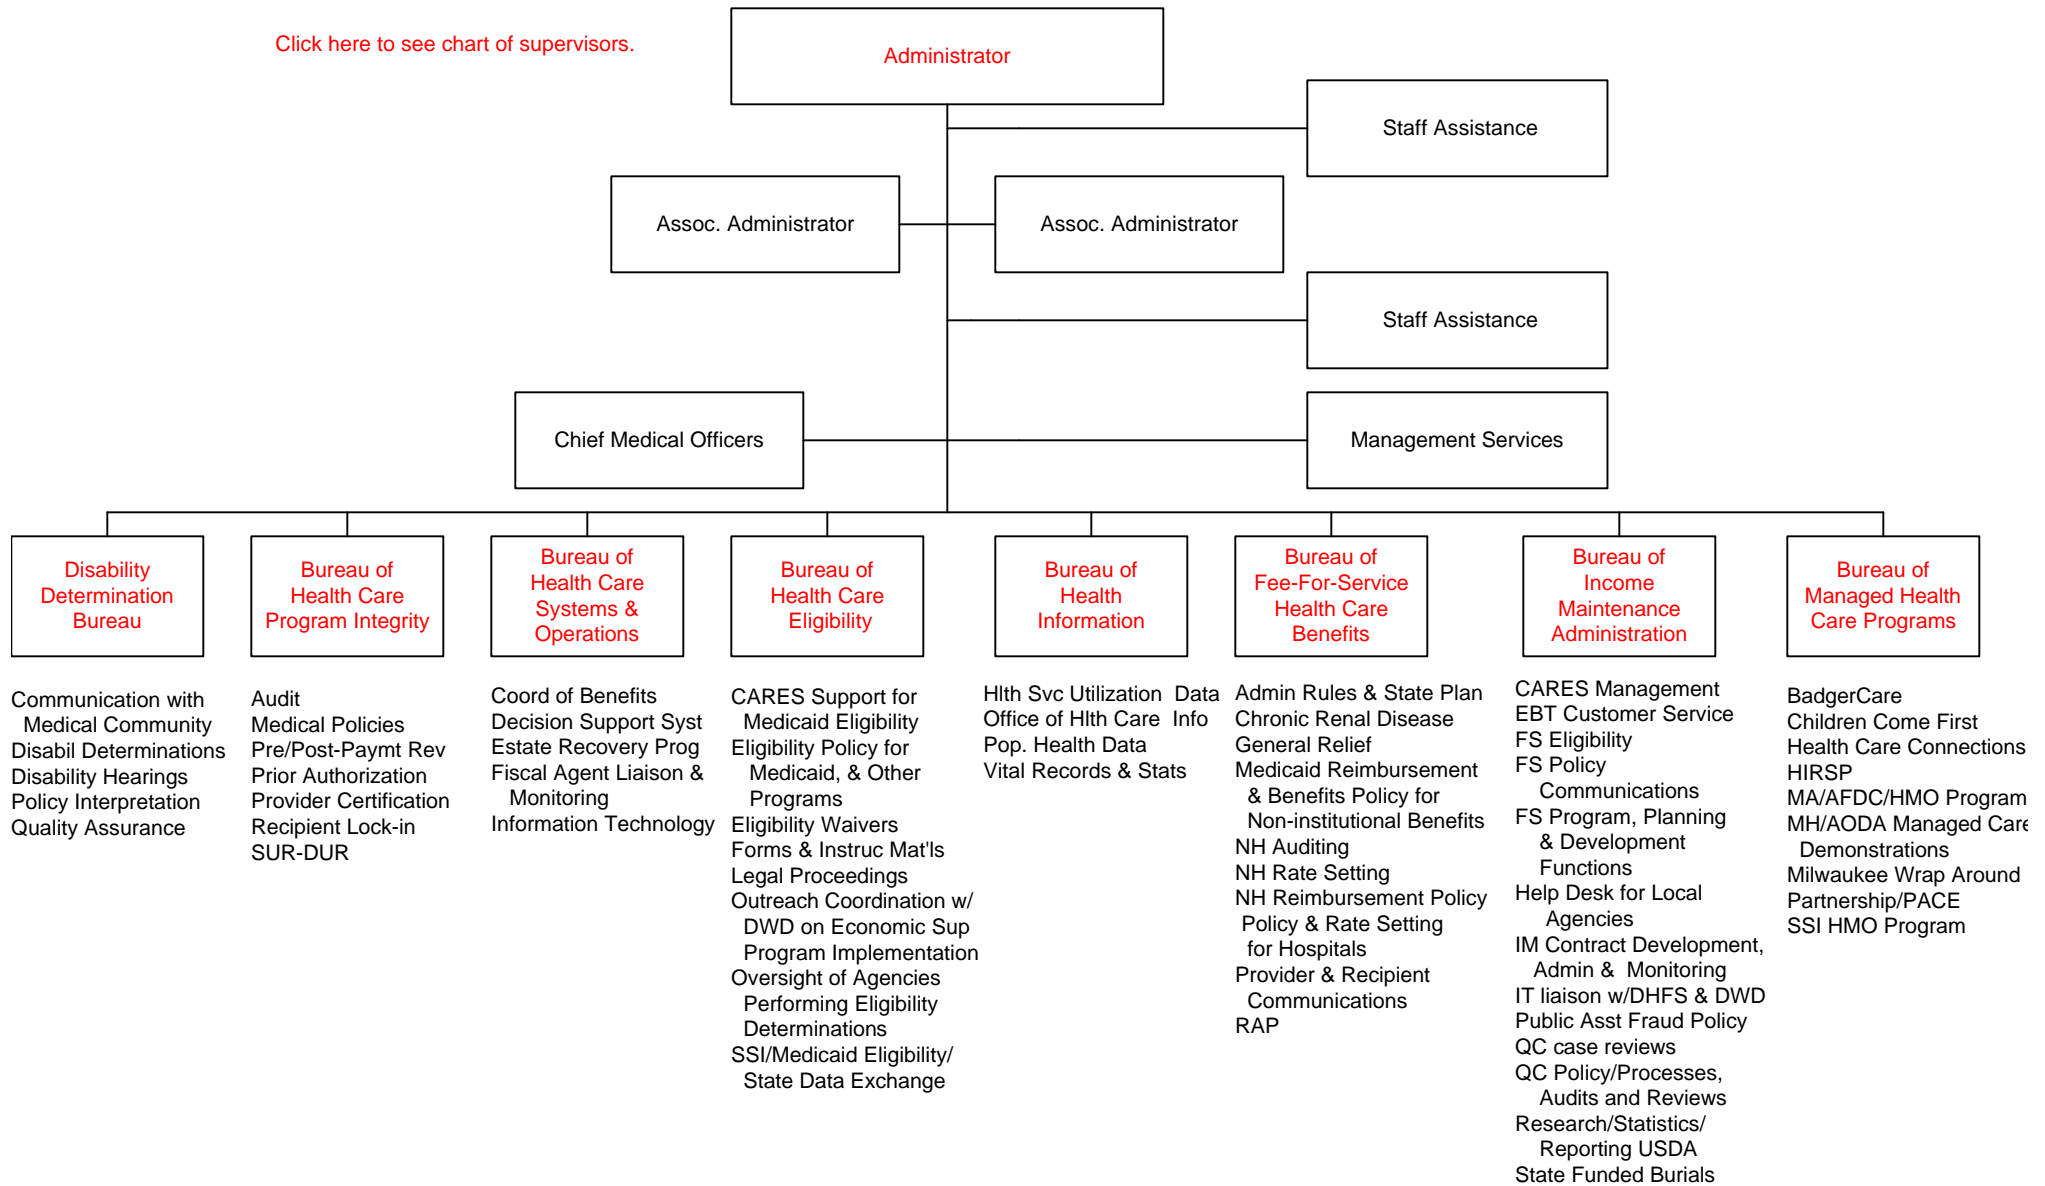 Click here to see chart of supervisors.
Administrator
Staff Assistance
Assoc. Administrator
Assoc. Administrator
Staff Assistance
Chief Medical Officers
Management Services
Disability
Determination
Bureau
Bureau of
Health Care
Program Integrity
Bureau of
Health Care
Systems &
Operations
Bureau of
Health Care
Eligibility
Bureau of
Health
Information
Bureau of
Fee-For-Service
Health Care
Benefits
Bureau of
Income
Maintenance
Administration
Bureau of
Managed Health
Care Programs
Communication with
Medical Community
Disabil Determinations
Disability Hearings
Policy Interpretation
Quality Assurance
Audit
Medical Policies
Pre/Post-Paymt Rev
Prior Authorization
Provider Certification
Recipient Lock-in
SUR-DUR
Coord of Benefits
Decision Support Syst
Estate Recovery Prog
Fiscal Agent Liaison &
Monitoring
Information Technology
CARES Support for
Medicaid Eligibility
Eligibility Policy for
Medicaid, & Other
Programs
Eligibility Waivers
Forms & Instruc Mat'ls
Legal Proceedings
Outreach Coordination w/
DWD on Economic Sup
Program Implementation
Oversight of Agencies
Performing Eligibility
Determinations
SSI/Medicaid Eligibility/
State Data Exchange
Hlth Svc Utilization Data
Office of Hlth Care Info
Pop. Health Data
Vital Records & Stats
Admin Rules & State Plan
Chronic Renal Disease
General Relief
Medicaid Reimbursement
& Benefits Policy for
Non-institutional Benefits
NH Auditing
NH Rate Setting
NH Reimbursement Policy
Policy & Rate Setting
for Hospitals
Provider & Recipient
Communications
RAP
CARES Management
EBT Customer Service
FS Eligibility
FS Policy
Communications
FS Program, Planning
& Development
Functions
Help Desk for Local
Agencies
IM Contract Development,
Admin & Monitoring
IT liaison w/DHFS & DWD
Public Asst Fraud Policy
QC case reviews
QC Policy/Processes,
Audits and Reviews
Research/Statistics/
Reporting USDA
State Funded Burials
BadgerCare
Children Come First
Health Care Connections
HIRSP
MA/AFDC/HMO Program
MH/AODA Managed Care
Demonstrations
Milwaukee Wrap Around
Partnership/PACE
SSI HMO Program